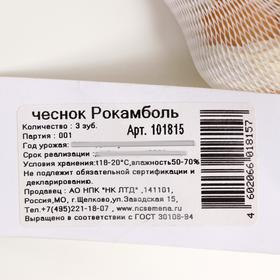 чеснок Рокамболь
Количество : 3 зуб.
Партия : 001
Арт. 101815
Год урожая:
Срок реализации :
Условия хранения:t18-20°C,влажность50-70%
Не подлежит обязательной сертификации и
декларированию.
Продавец : АО НПК "НК ЛТД" ,141101,
Россия,МО, г.Щелково,ул.Заводская 15,
Тел.+7(495)221-18-07 ,www.ncsemena.ru
Выращено в соответствии с ГОСТ 30106-94
4 602066 018157